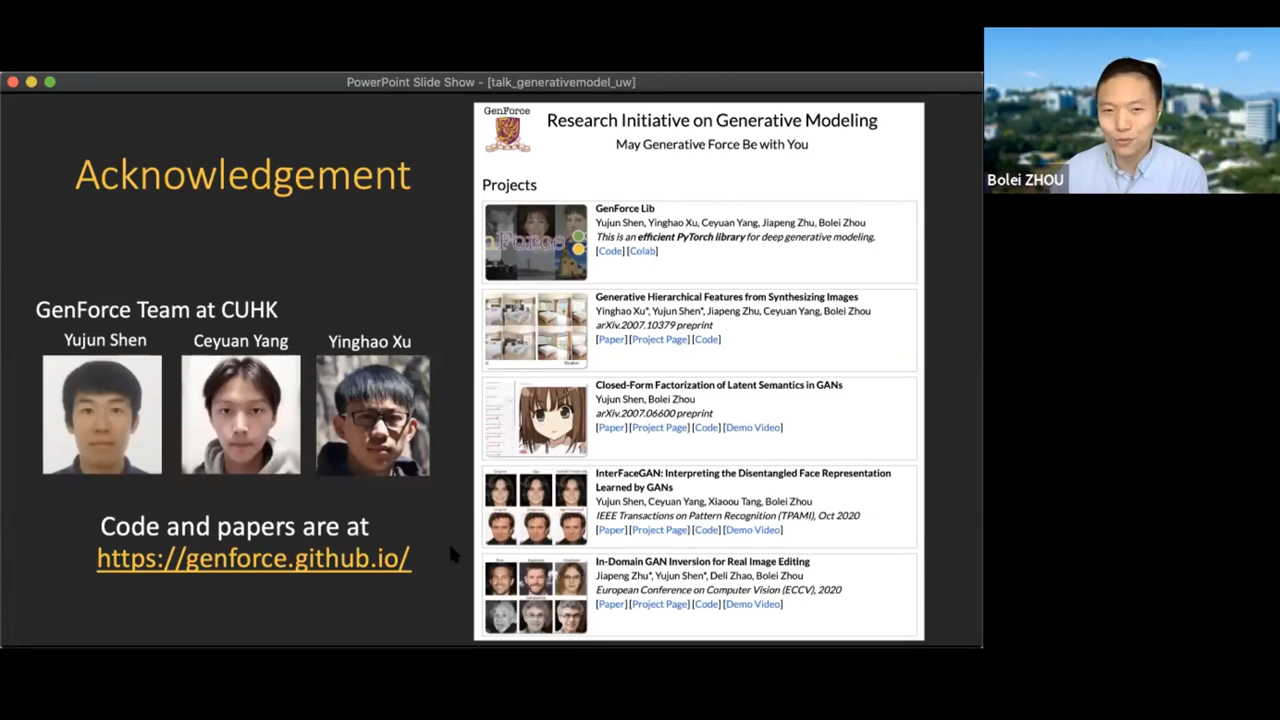 PowerPoint Slide Show - [talk_generativemodel_uw]
Acknowledgement
GenForce Team at CUHK
Yujun Shen
Ceyuan Yang
Yinghao Xu
Code and papers are at
https://genforce.github.io/
GenForce
Research Initiative on Generative Modeling
May Generative Force Be with You
Projects
GenForce Lib
Yujun Shen, Yinghao Xu, Ceyuan Yang, Jiapeng Zhu, Bolei Zhou
This is an efficient PyTorch library for deep generative modeling.
[Code] [Colab]
Generative Hierarchical Features from Synthesizing Images
Yinghao Xu*, Yujun Shen*, Jiapeng Zhu, Ceyuan Yang, Bolei Zhou
arXiv.2007.10379 preprint
[Paper] [Project Page] [Code]
Closed-Form Factorization of Latent Semantics in GANs
Yujun Shen, Bolei Zhou
arXiv.2007.06600 preprint
[Paper] [Project Page] [Code] [Demo Video]
InterFaceGAN: Interpreting the Disentangled Face Representation
Learned by GANs
Yujun Shen, Ceyuan Yang, Xiaoou Tang, Bolei Zhou
IEEE Transactions on Pattern Recognition (TPAMI), Oct 2020
[Paper] [Project Page] [Code] [Demo Video]
In-Domain GAN Inversion for Real Image Editing
Jiapeng Zhu*, Yujun Shen*, Deli Zhao, Bolei Zhou
European Conference on Computer Vision (ECCV), 2020
[Paper] [Project Page] [Code] [Demo Video]
Bolei ZHOU